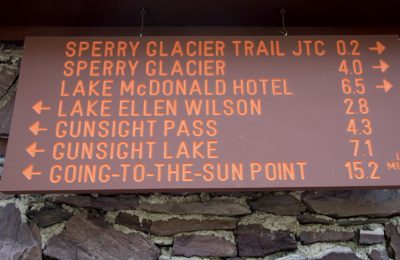 SPERRY GLACIER TRAIL JTC 0.2 →
SPERRY GLACIER 4.0 →
LAKE McDONALD HOTEL 6.5 →
← LAKE ELLEN WILSON 2.8
← GUNSIGHT PASS 4.3
← GUNSIGHT LAKE 7.1
← GOING-TO-THE-SUN POINT 15.2